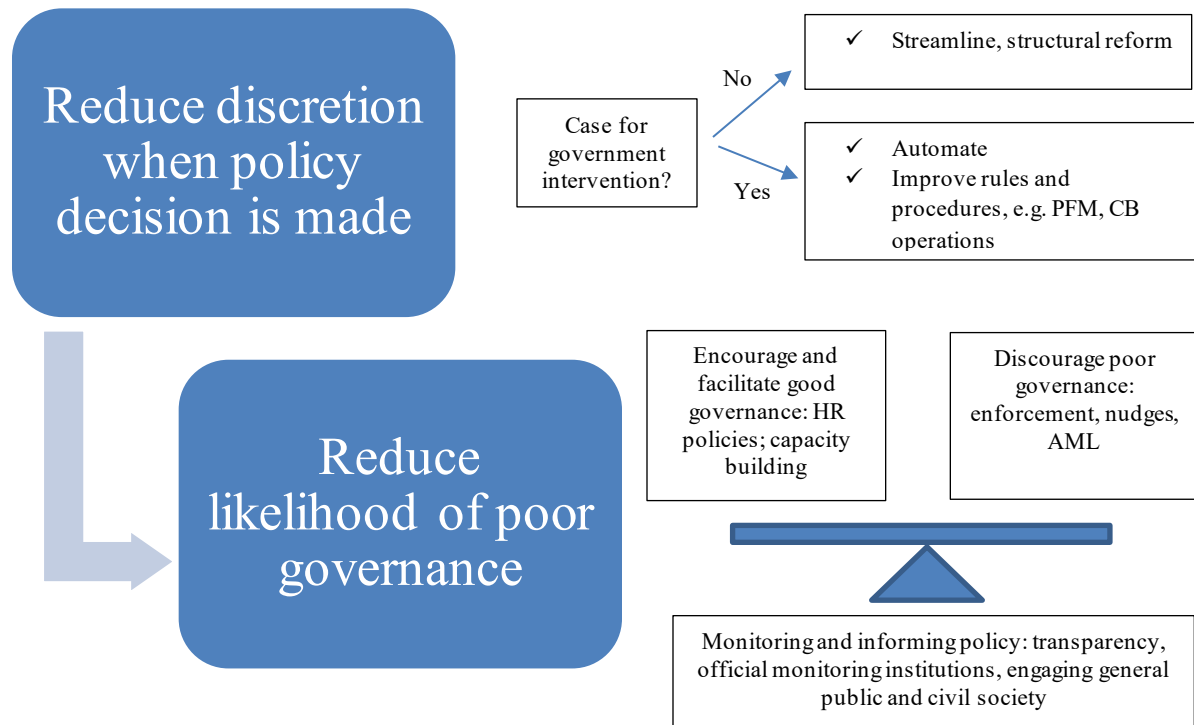 Reduce discretion
when policy
decision is made
Case for
government
intervention?
No
Yes
✓ Streamline, structural reform
✓ Automate
✓ Improve rules and
procedures, e.g. PFM, CB
operations
Reduce
likelihood of poor
governance
Encourage and
facilitate good
governance: HR
policies; capacity
building
Discourage poor
governance:
enforcement, nudges,
AML
Monitoring and informing policy: transparency,
official monitoring institutions, engaging general
public and civil society